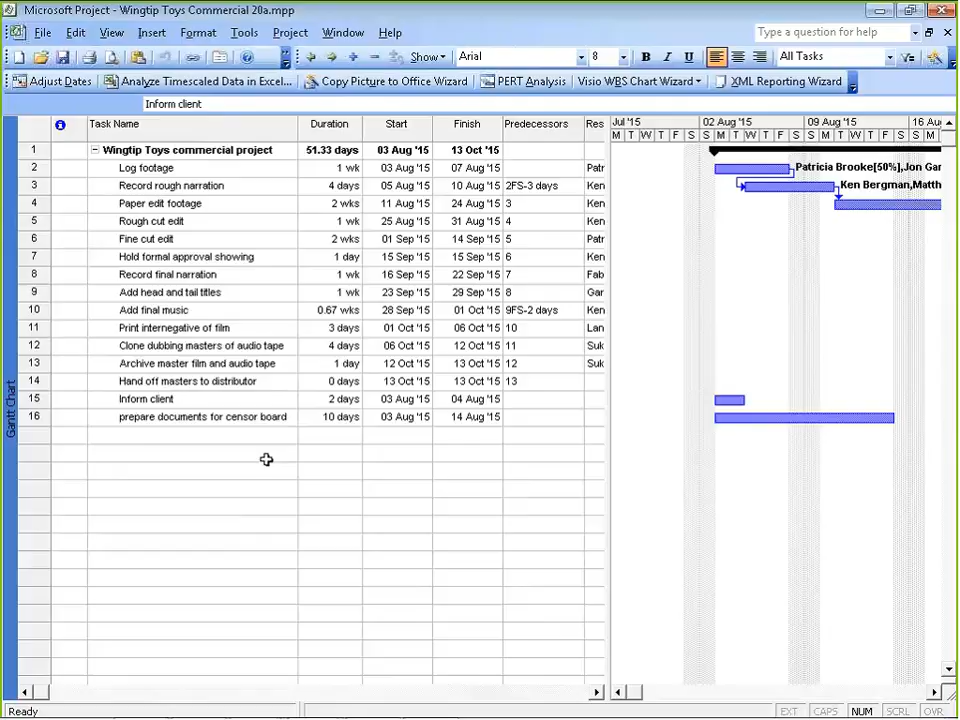 Microsoft Project - Wingtip Toys Commercial 20a.mpp
File Edit View Insert Format Tools Project Window Help Type a question for help
Show Arial 8 B I U All Tasks
Adjust Dates Analyze Timescaled Data in Excel... Copy Picture to Office Wizard PERT Analysis Visio WBS Chart Wizard XML Reporting Wizard
Inform client
Task Name Duration Start Finish Predecessors Res Jul '15 02 Aug '15 09 Aug '15 16 Au
M T W T F S S M T W T F S S M T W T F S S M
1 Wingtip Toys commercial project 51.33 days 03 Aug '15 13 Oct '15
2 Log footage 1 wk 03 Aug '15 07 Aug '15 Patr Patricia Brooke[50%],Jon Gar
3 Record rough narration 4 days 05 Aug '15 10 Aug '15 2FS-3 days Ken Ken Bergman,Matth
4 Paper edit footage 2 wks 11 Aug '15 24 Aug '15 3 Ken
5 Rough cut edit 1 wk 25 Aug '15 31 Aug '15 4 Ken
6 Fine cut edit 2 wks 01 Sep '15 14 Sep '15 5 Patr
7 Hold formal approval showing 1 day 15 Sep '15 15 Sep '15 6 Ken
8 Record final narration 1 wk 16 Sep '15 22 Sep '15 7 Fab
9 Add head and tail titles 1 wk 23 Sep '15 29 Sep '15 8 Gar
10 Add final music 0.67 wks 28 Sep '15 01 Oct '15 9FS-2 days Ken
11 Print internegative of film 3 days 01 Oct '15 06 Oct '15 10 Lan
12 Clone dubbing masters of audio tape 4 days 06 Oct '15 12 Oct '15 11 Suk
13 Archive master film and audio tape 1 day 12 Oct '15 13 Oct '15 12 Suk
14 Hand off masters to distributor 0 days 13 Oct '15 13 Oct '15 13
15 Inform client 2 days 03 Aug '15 04 Aug '15
16 prepare documents for censor board 10 days 03 Aug '15 14 Aug '15
Gantt Chart
Ready EXT CAPS NUM SCRL OVR